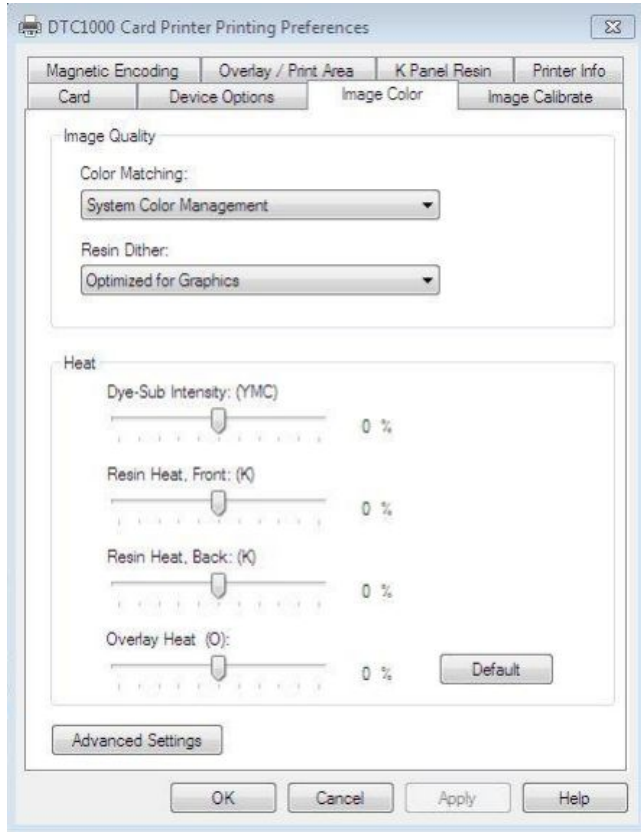 DTC1000 Card Printer Printing Preferences
Magnetic Encoding Overlay / Print Area K Panel Resin Printer Info
Card Device Options Image Color Image Calibrate
Image Quality
Color Matching:
System Color Management
Resin Dither:
Optimized for Graphics
Heat
Dye-Sub Intensity: (YMC)
0 %
Resin Heat, Front: (K)
0 %
Resin Heat, Back: (K)
0 %
Overlay Heat (O):
0 % Default
Advanced Settings
OK Cancel Apply Help